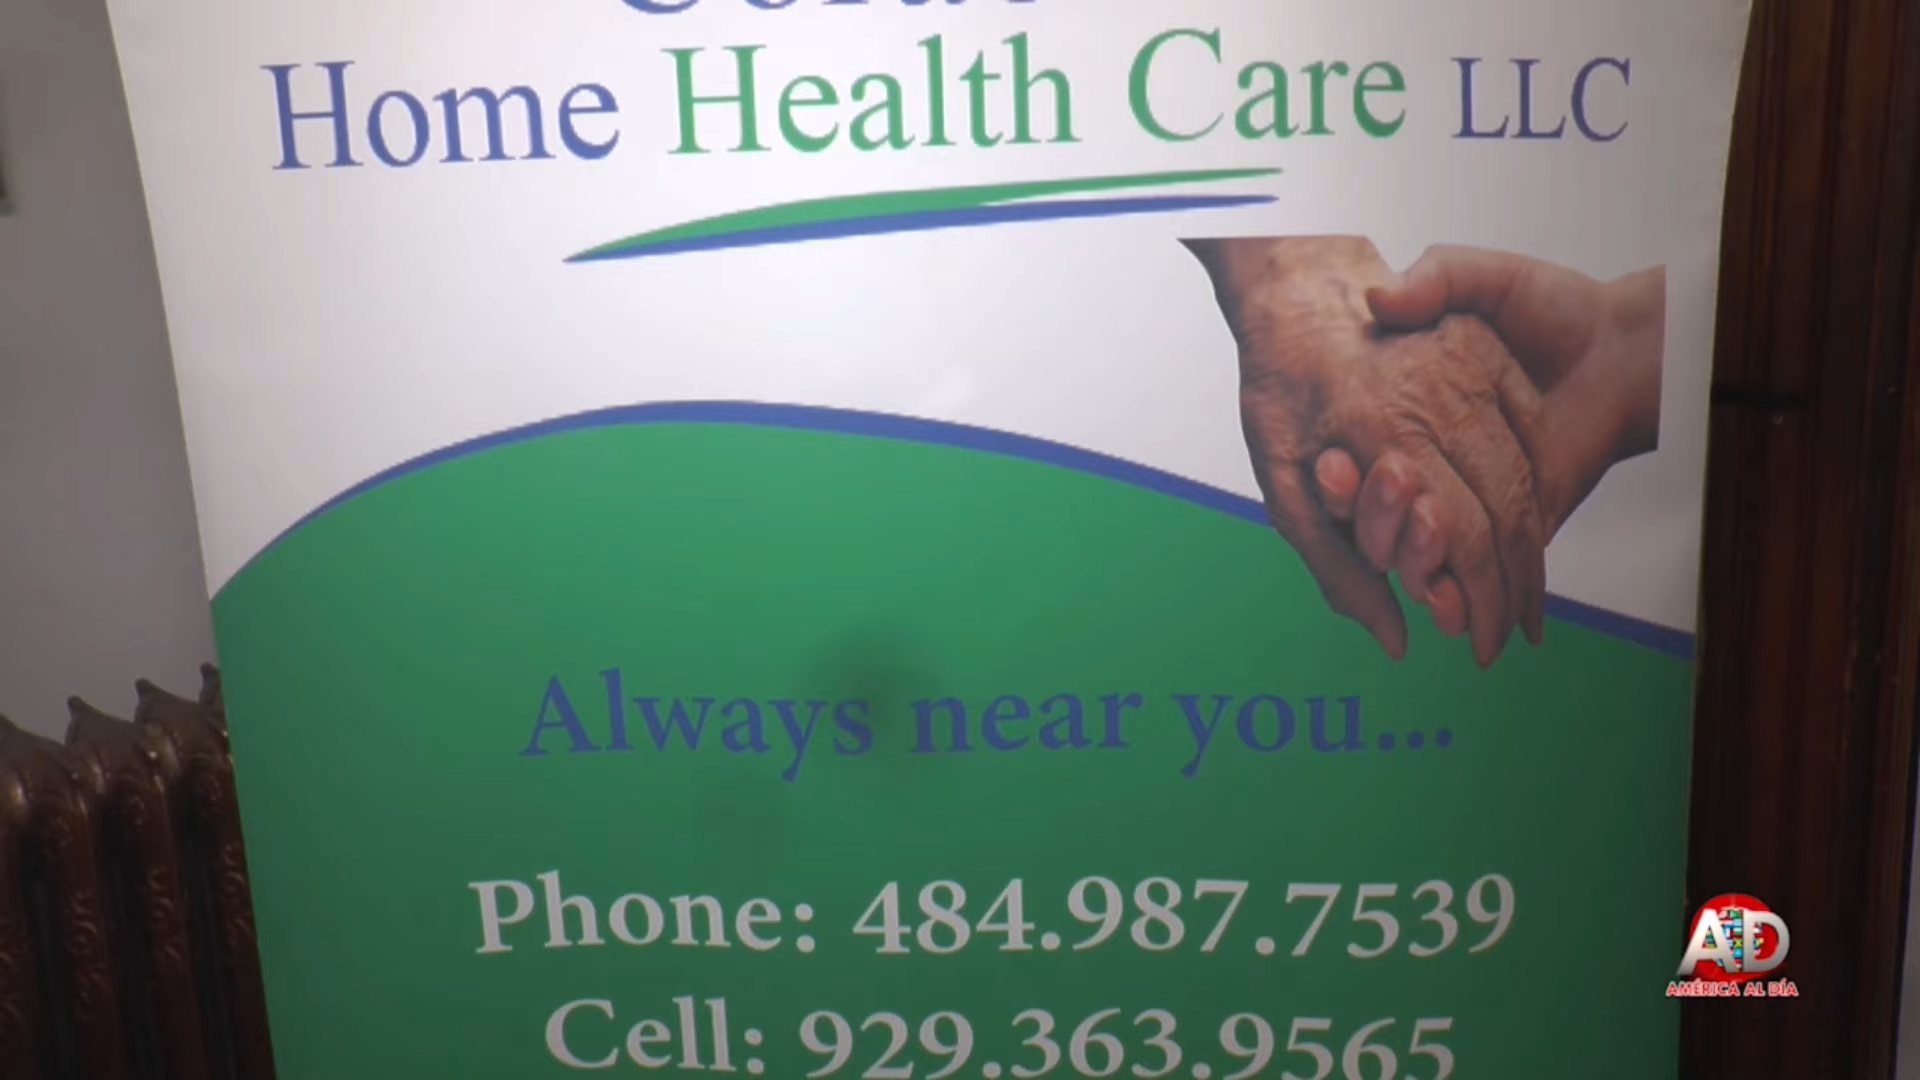 Home Health Care LLC
Always near you...
Phone: 484.987.7539
Cell: 929.363.9565
AD
AMÉRICA AL DÍA